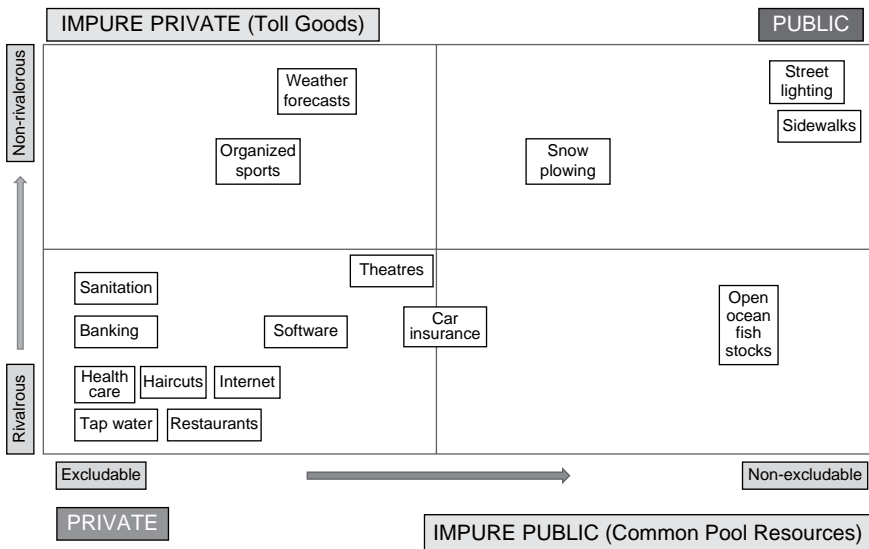 IMPURE PRIVATE (Toll Goods)
PUBLIC
Non-rivalorous
Rivalrous
Weather
forecasts
Organized
sports
Street
lighting
Sidewalks
Snow
plowing
Theatres
Sanitation
Banking
Software
Car
insurance
Open
ocean
fish
stocks
Health
care
Haircuts
Internet
Tap water
Restaurants
Excludable
Non-excludable
PRIVATE
IMPURE PUBLIC (Common Pool Resources)